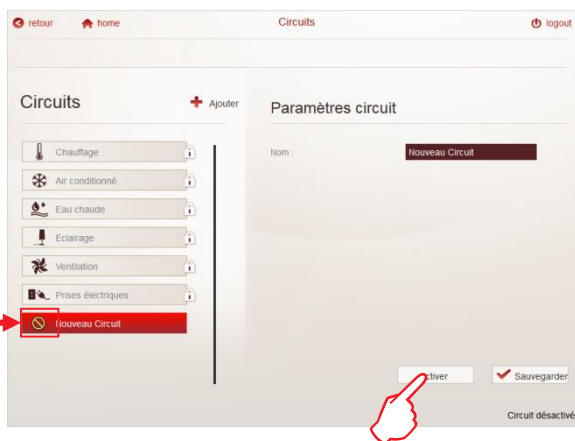 retour home Circuits logout
Circuits Ajouter
Paramètres circuit
Chauffage
Nom : Nouveau Circuit
Air conditionné
Eau chaude
Eclairage
Ventilation
Prises électriques
Nouveau Circuit
Sauvegarder
Circuit désactivé